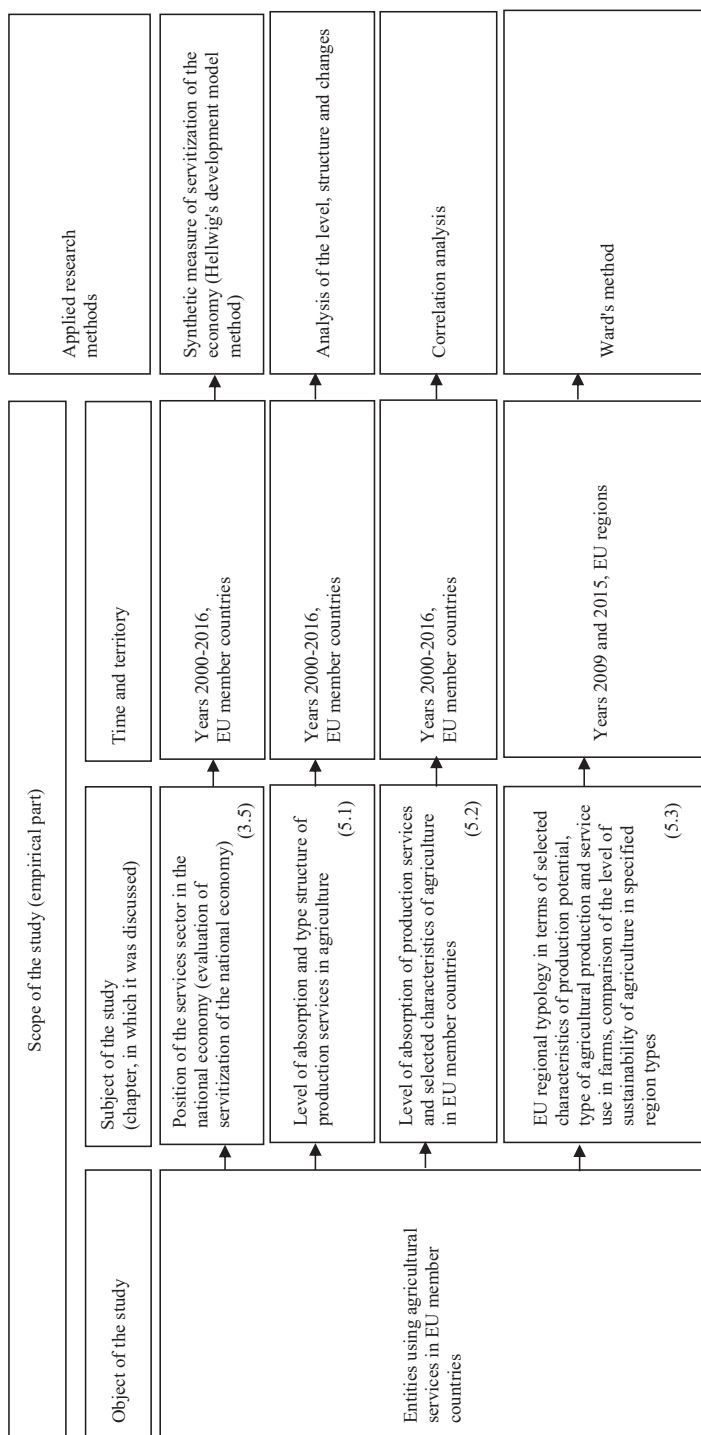 Scope of the study (empirical part)
Applied research
methods
Object of the study
Subject of the study
(chapter, in which it was discussed)
Time and territory
Entities using agricultural
services in EU member
countries
Position of the services sector in the
national economy (evaluation of
servitization of the national economy)
(3.5)
Years 2000-2016,
EU member countries
Synthetic measure of servitization of the
economy (Hellwig's development model
method)
Level of absorption and type structure of
production services in agriculture
(5.1)
Years 2000-2016,
EU member countries
Analysis of the level, structure and changes
Level of absorption of production services
and selected characteristics of agriculture
in EU member countries
(5.2)
Years 2000-2016,
EU member countries
Correlation analysis
EU regional typology in terms of selected
characteristics of production potential,
type of agricultural production and service
use in farms, comparison of the level of
sustainability of agriculture in specified
region types
(5.3)
Years 2009 and 2015, EU regions
Ward's method